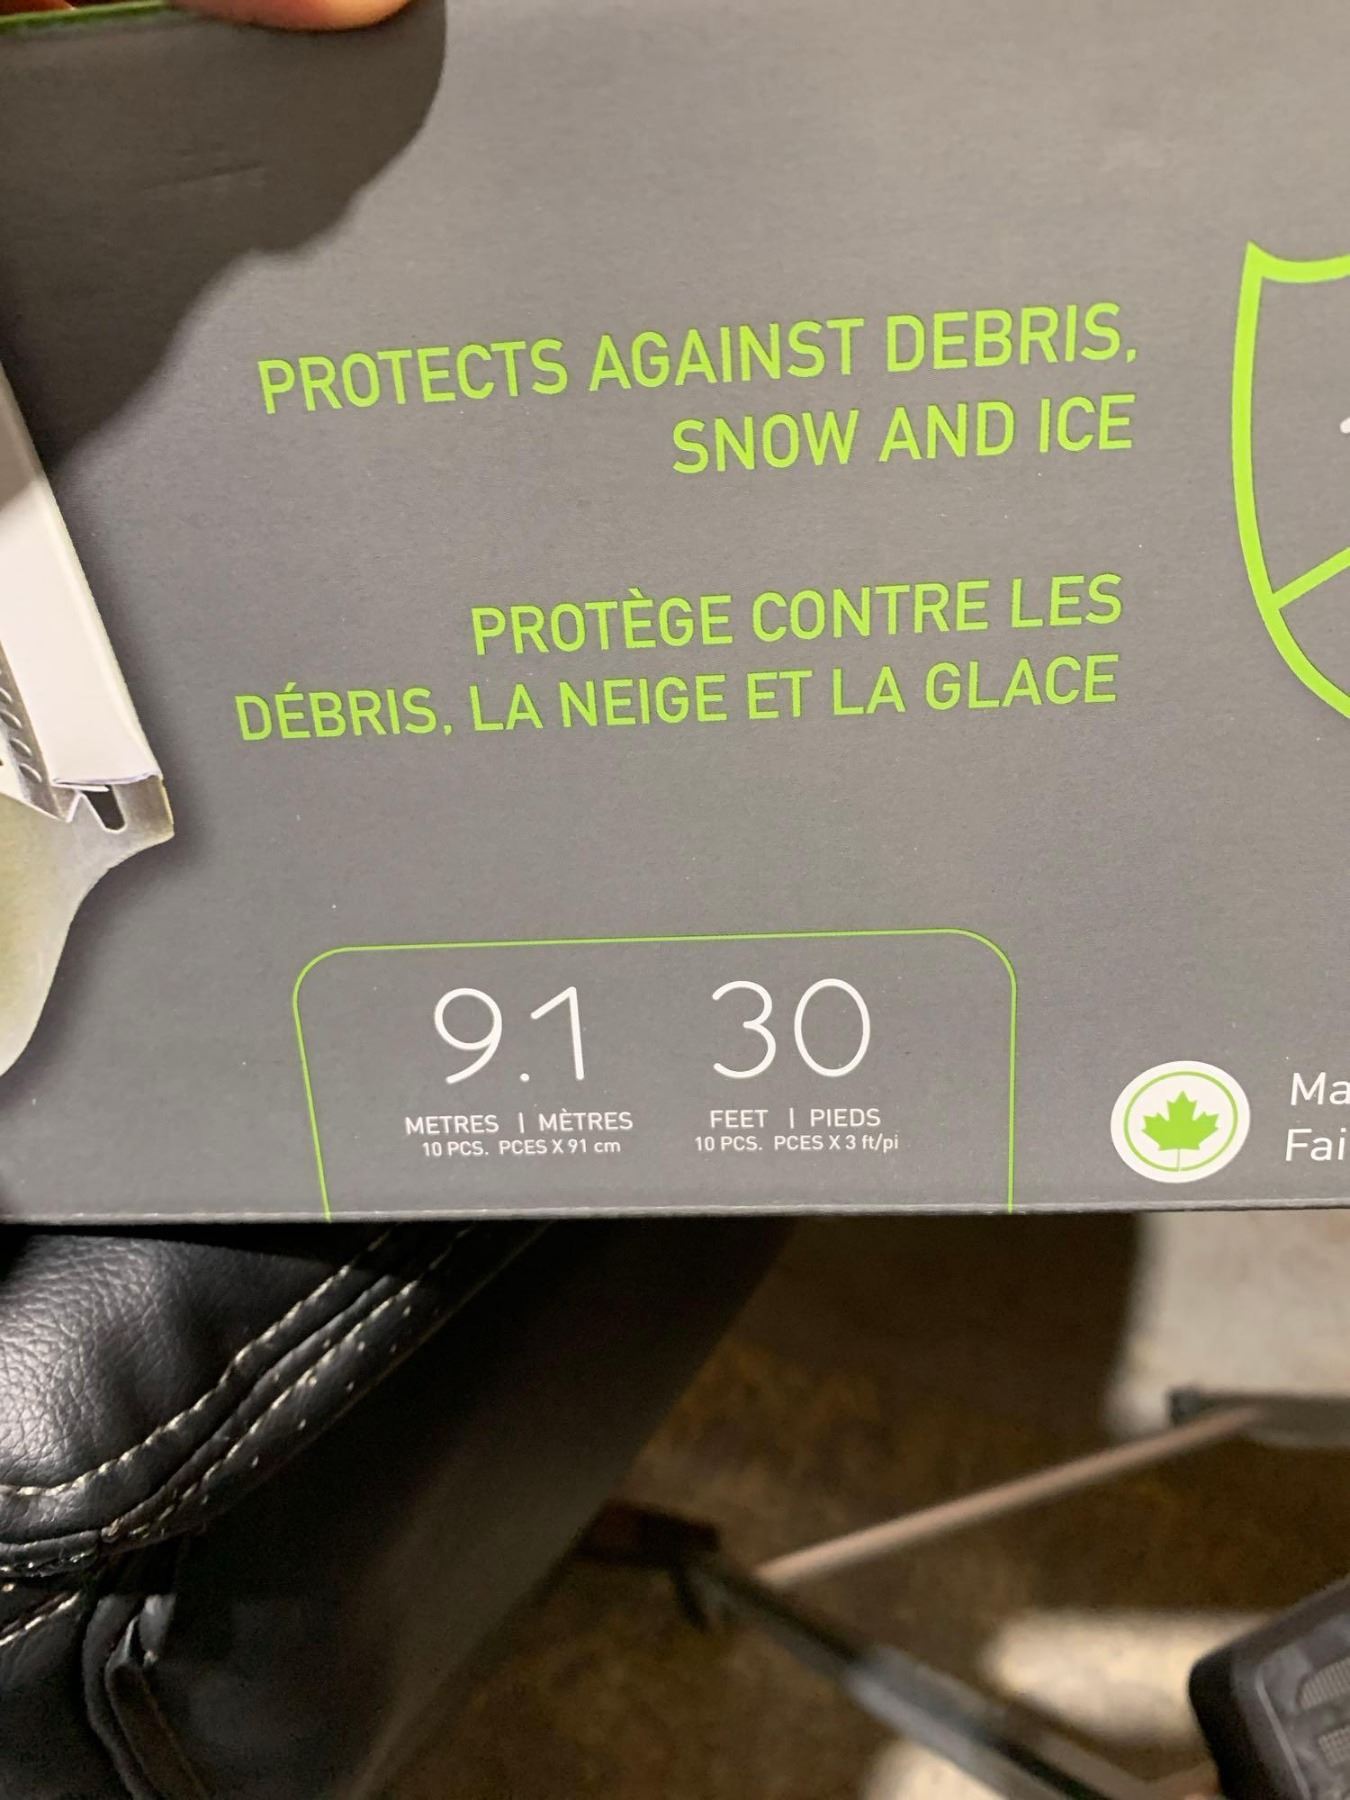 PROTECTS AGAINST DEBRIS,
SNOW AND ICE
PROTÈGE CONTRE LES
DÉBRIS, LA NEIGE ET LA GLACE
9.1 30
METRES | MÈTRES FEET | PIEDS
10 PCS. PCES X 91 cm 10 PCS. PCES X 3 ft/pi